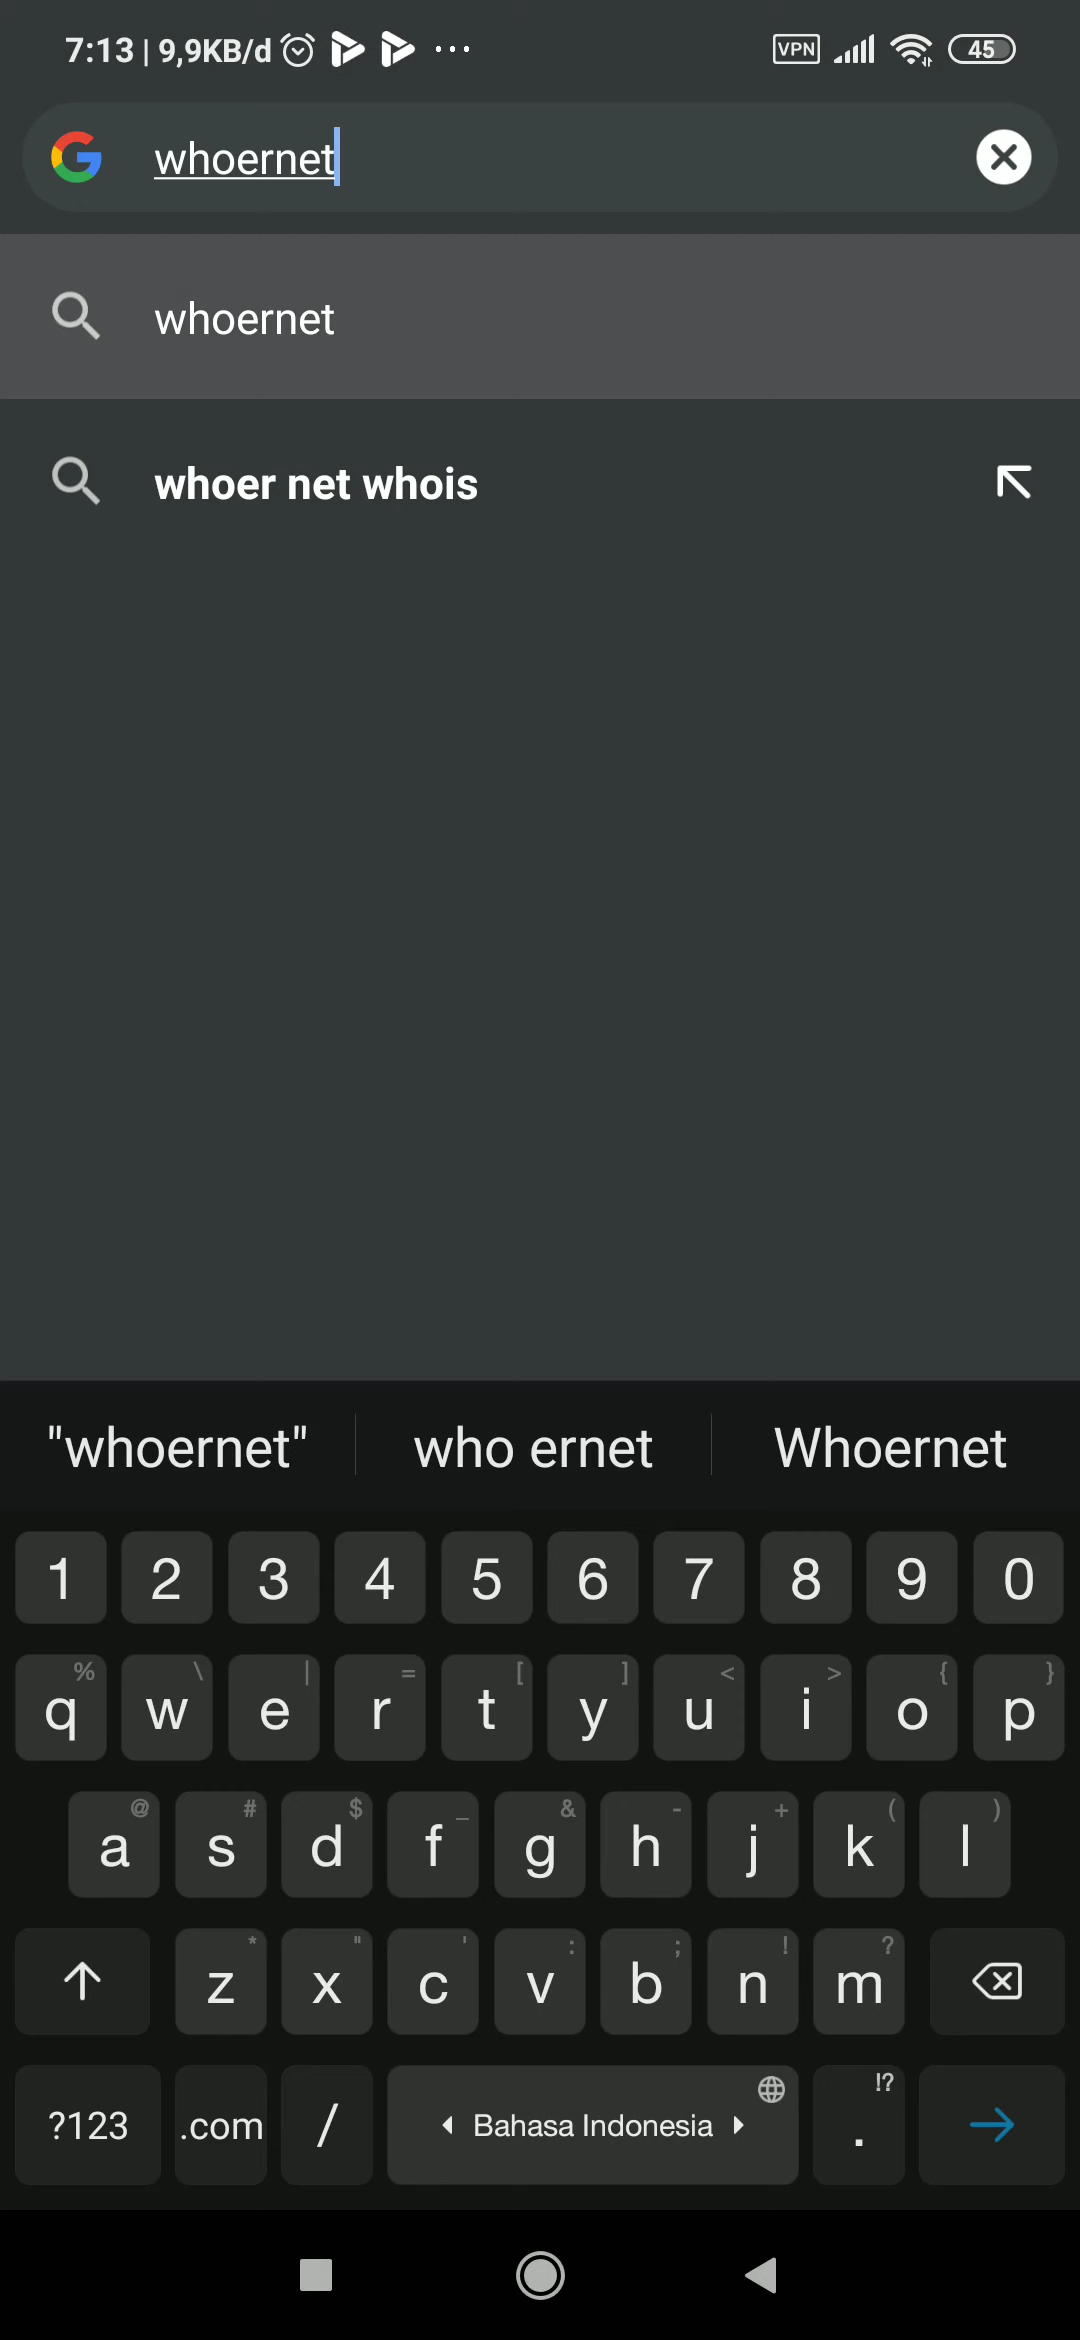 7:13 | 9,9KB/d ... VPN 45
whoernet
whoernet
whoer net whois
"whoernet" who ernet Whoernet
1 2 3 4 5 6 7 8 9 0
% \ | = [ ] < > { }
q w e r t y u i o p
@ # $ _ & - + ( )
a s d f g h j k l
* " ' : ; ! ?
z x c v b n m
!?
?123 .com / Bahasa Indonesia .